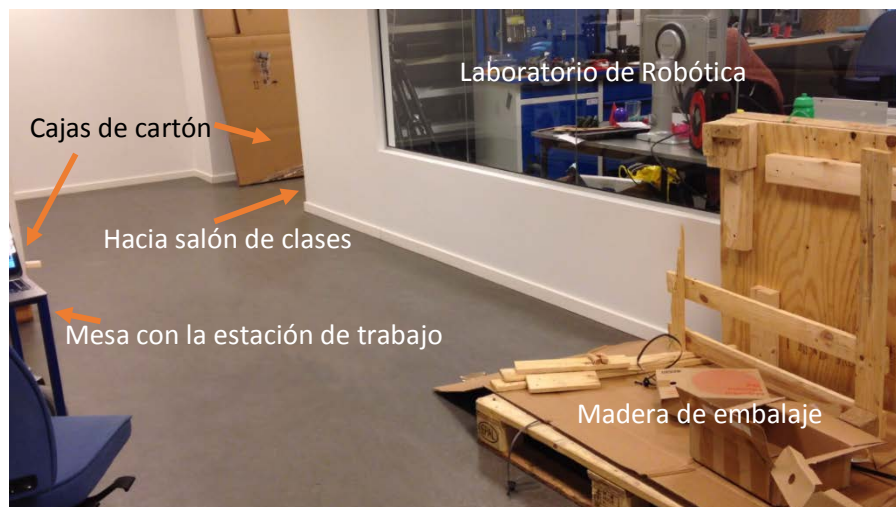 Laboratorio de Robótica
Cajas de cartón
Hacia salón de clases
Mesa con la estación de trabajo
Madera de embalaje